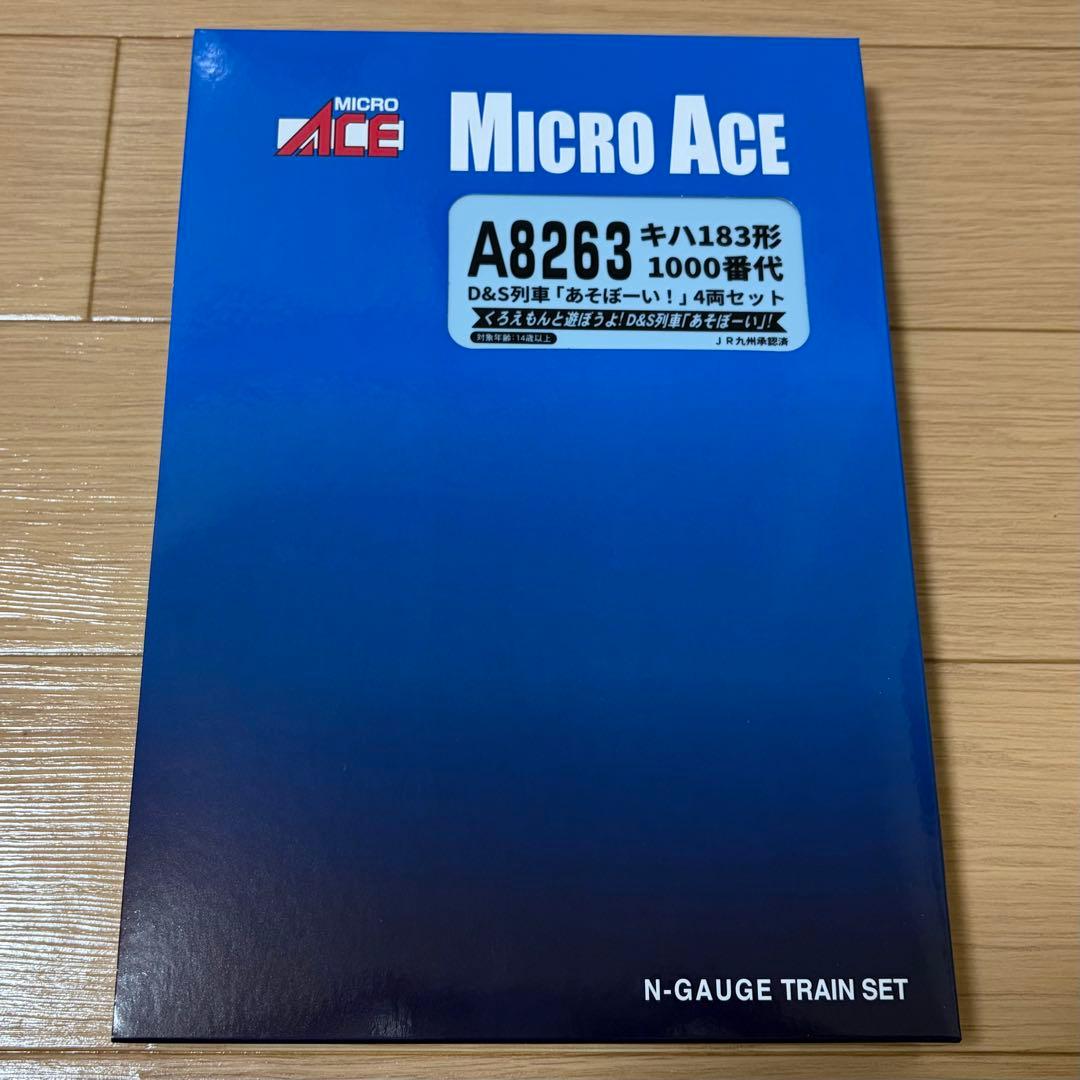 MICRO
ACE
MICRO ACE
A8263 キハ183形
1000番代
D&S列車「あそぼーい！」4両セット
くろえもんと遊ぼうよ!D&S列車「あそぼーい」!
対象年齢:14歳以上
JR九州承認済
N-GAUGE TRAIN SET